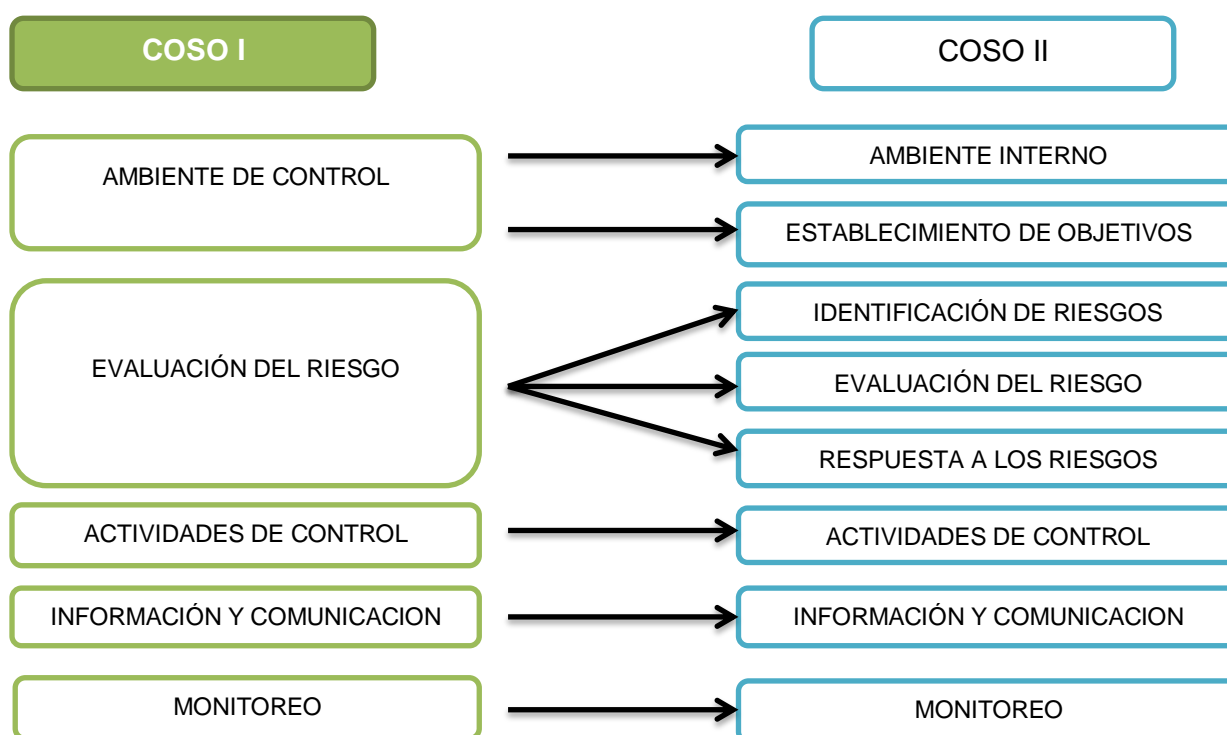 COSO I
COSO II
AMBIENTE DE CONTROL
AMBIENTE INTERNO
ESTABLECIMIENTO DE OBJETIVOS
EVALUACIÓN DEL RIESGO
IDENTIFICACIÓN DE RIESGOS
EVALUACIÓN DEL RIESGO
RESPUESTA A LOS RIESGOS
ACTIVIDADES DE CONTROL
ACTIVIDADES DE CONTROL
INFORMACIÓN Y COMUNICACION
INFORMACIÓN Y COMUNICACION
MONITOREO
MONITOREO